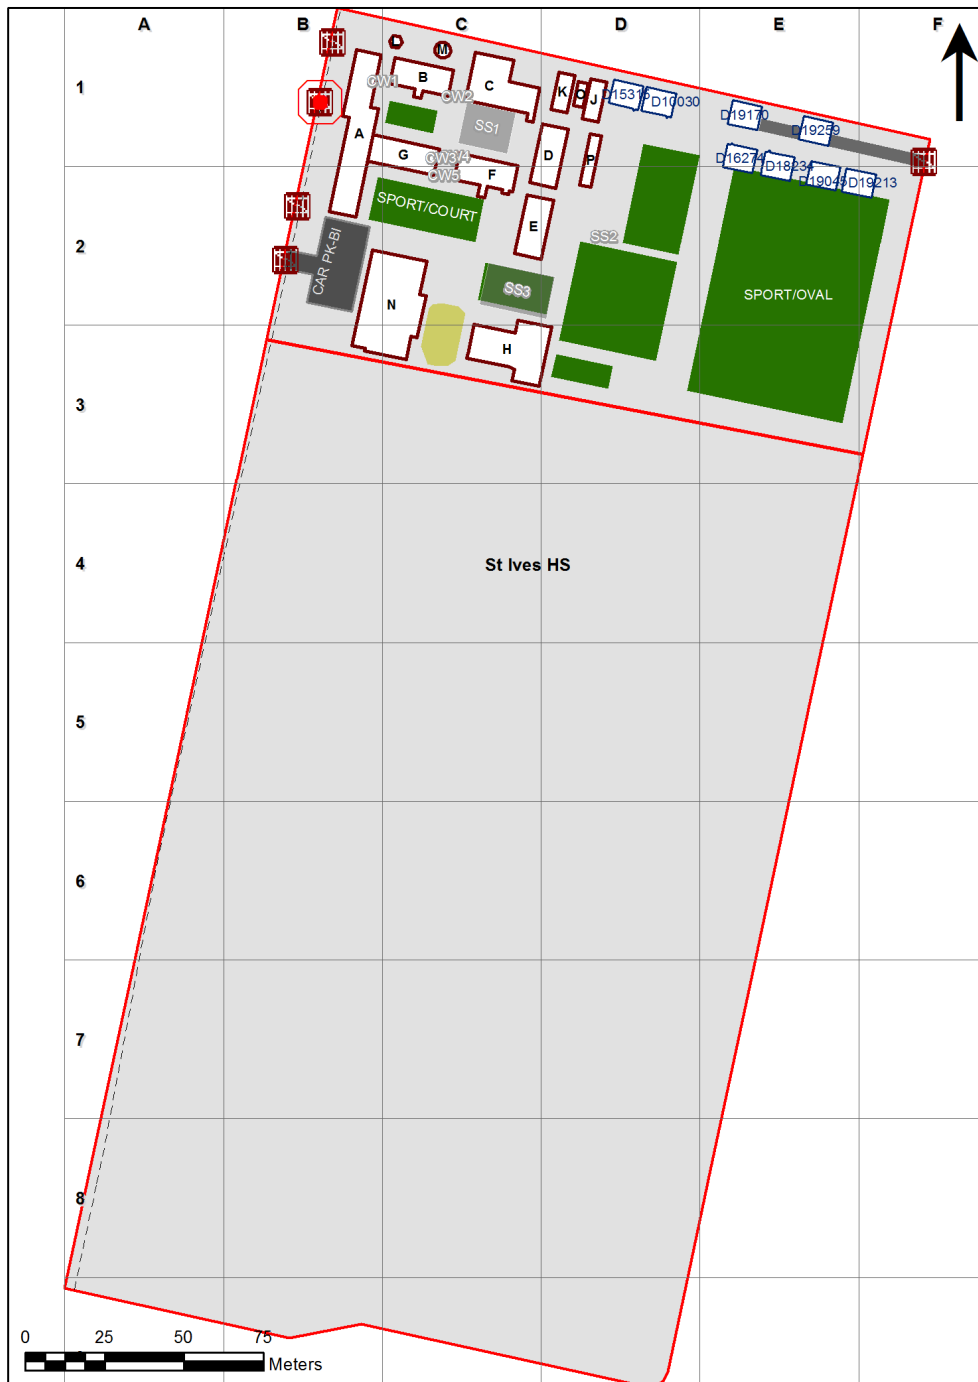 A B C D E F
1
L
M
CW1
B
C
CW2
K
O
J
D15316
D10030
D19170
D19259
A
SS1
G
CW3/4
CW5
F
D
P
D16274
D18234
D19045
D19213
SPORT/COURT
E
SS2
2
CAR PK-BI
N
SS3
SPORT/OVAL
H
3
4
St Ives HS
5
6
7
8
0 25 50 75
Meters